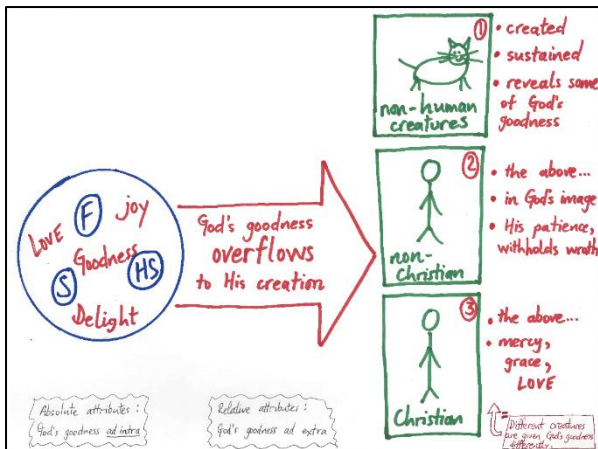 LOVE
F
joy
Goodness
S
HS
Delight
God's goodness
overflows
to His creation
1
non-human
creatures
• created
• sustained
• reveals some
of God's
goodness
2
non-
Christian
• the above...
• in God's image
• His patience,
withholds wrath
3
Christian
• the above...
• mercy,
grace,
LOVE
Absolute attributes:
God's goodness ad intra
Relative attributes:
God's goodness ad extra
Different creatures
are given God's goodness
differently.